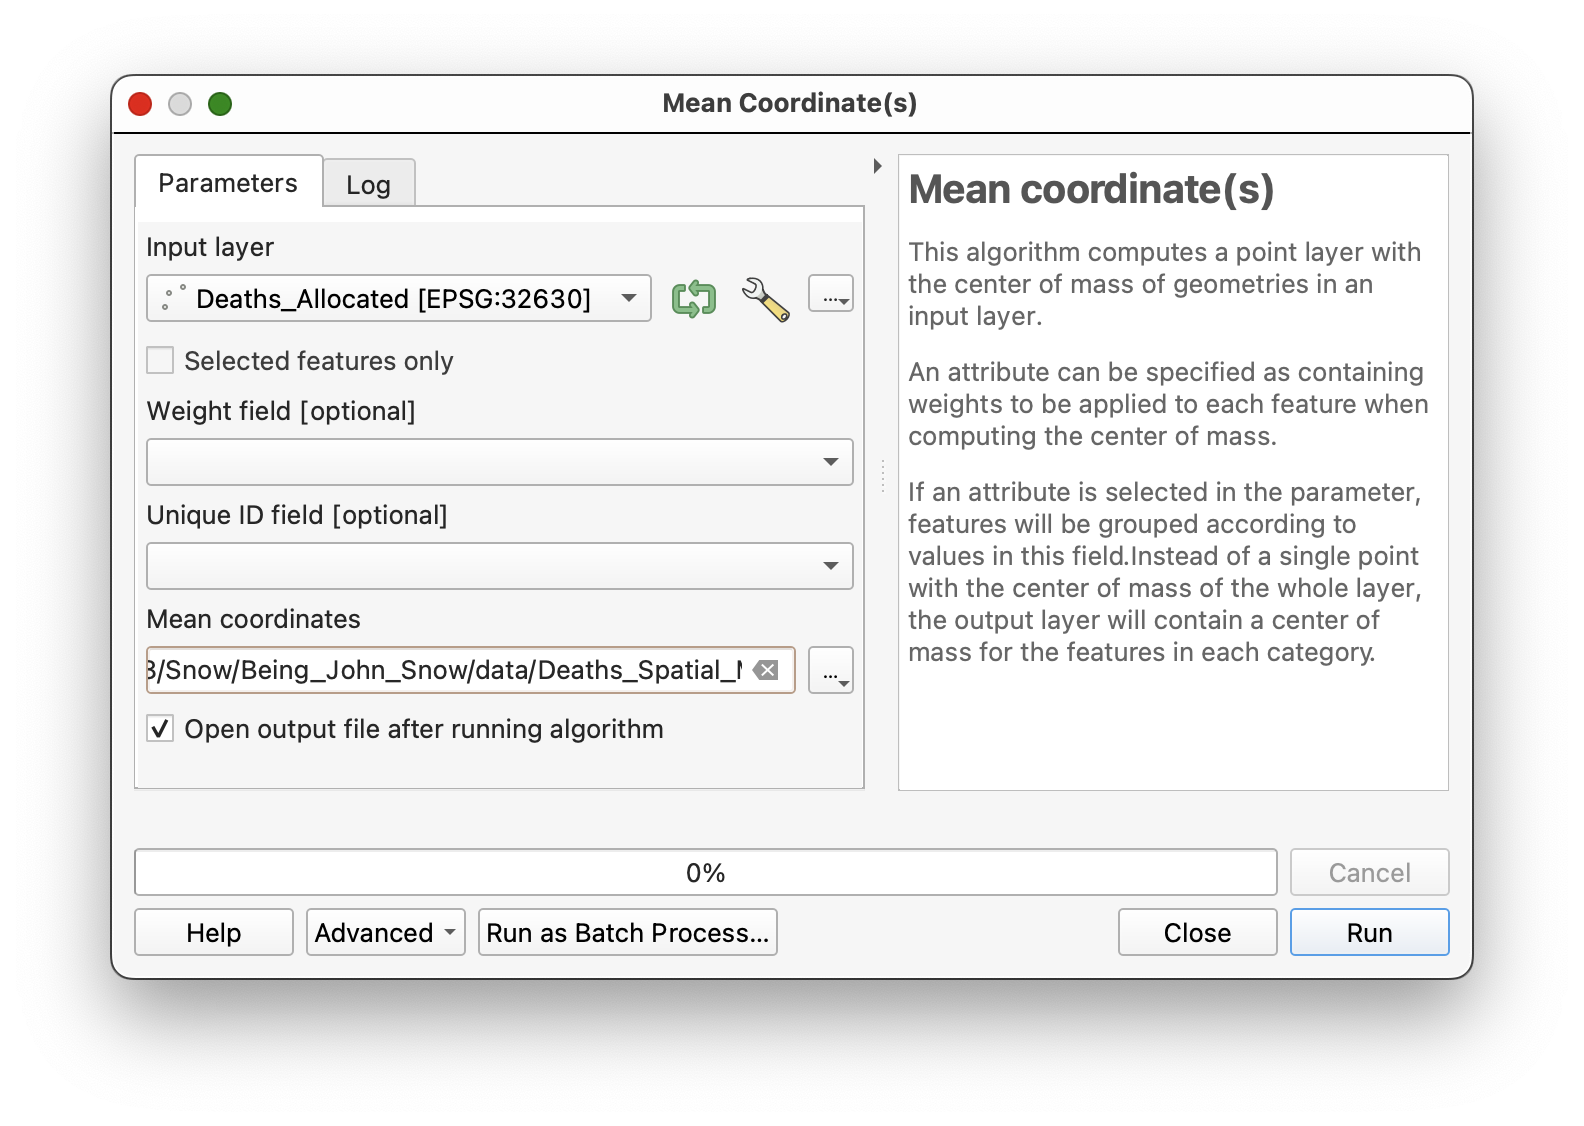 Mean Coordinate(s)
Parameters
Log
Input layer
Deaths_Allocated [EPSG:32630]
...
Selected features only
Weight field [optional]
Unique ID field [optional]
Mean coordinates
/Snow/Being_John_Snow/data/Deaths_Spatial_
...
Open output file after running algorithm
Mean coordinate(s)
This algorithm computes a point layer with
the center of mass of geometries in an
input layer.
An attribute can be specified as containing
weights to be applied to each feature when
computing the center of mass.
If an attribute is selected in the parameter,
features will be grouped according to
values in this field.Instead of a single point
with the center of mass of the whole layer,
the output layer will contain a center of
mass for the features in each category.
0%
Cancel
Help
Advanced
Run as Batch Process...
Close
Run